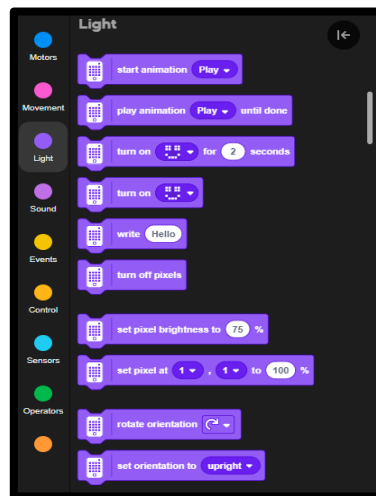 Light
Motors
Movement
Light
Sound
Events
Control
Sensors
Operators
start animation Play
play animation Play until done
turn on for 2 seconds
turn on
write Hello
turn off pixels
set pixel brightness to 75 %
set pixel at 1 , 1 to 100 %
rotate orientation
set orientation to upright